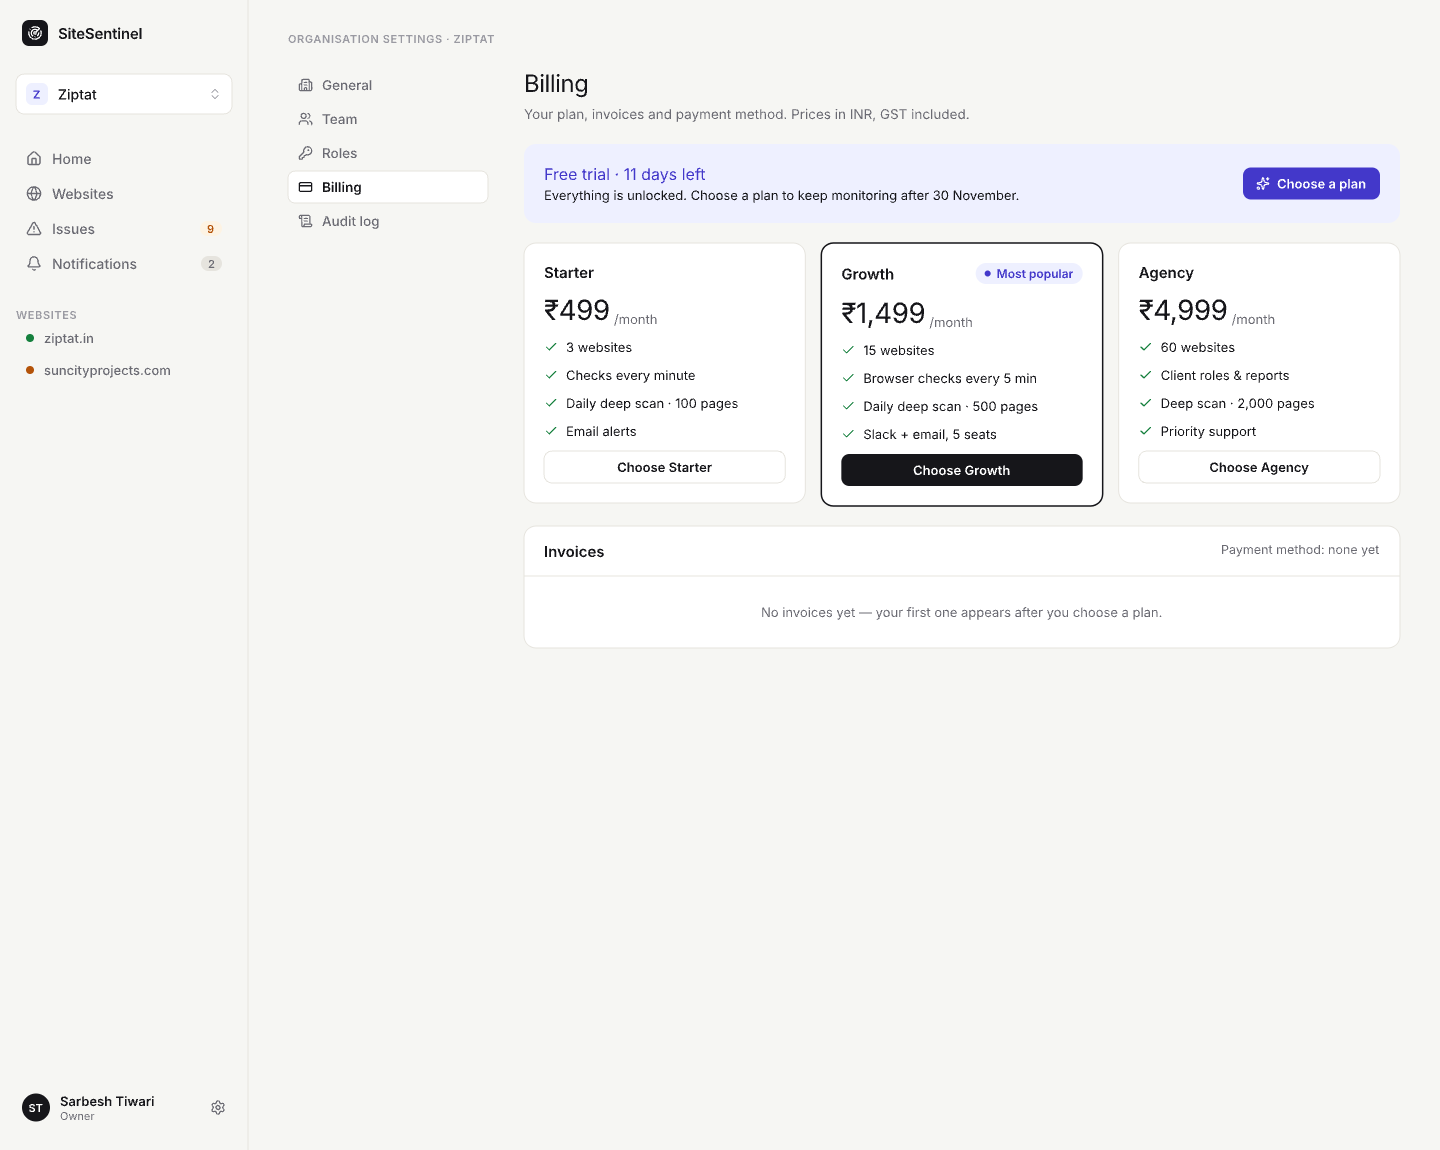 SiteSentinel
Z Ziptat
Home
Websites
Issues 9
Notifications 2
WEBSITES
ziptat.in
suncityprojects.com
ST Sarbesh Tiwari
Owner
ORGANISATION SETTINGS · ZIPTAT
General
Team
Roles
Billing
Audit log
Billing
Your plan, invoices and payment method. Prices in INR, GST included.
Free trial · 11 days left
Everything is unlocked. Choose a plan to keep monitoring after 30 November.
Choose a plan
Starter
₹499 /month
3 websites
Checks every minute
Daily deep scan · 100 pages
Email alerts
Choose Starter
Growth Most popular
₹1,499 /month
15 websites
Browser checks every 5 min
Daily deep scan · 500 pages
Slack + email, 5 seats
Choose Growth
Agency
₹4,999 /month
60 websites
Client roles & reports
Deep scan · 2,000 pages
Priority support
Choose Agency
Invoices Payment method: none yet
No invoices yet — your first one appears after you choose a plan.